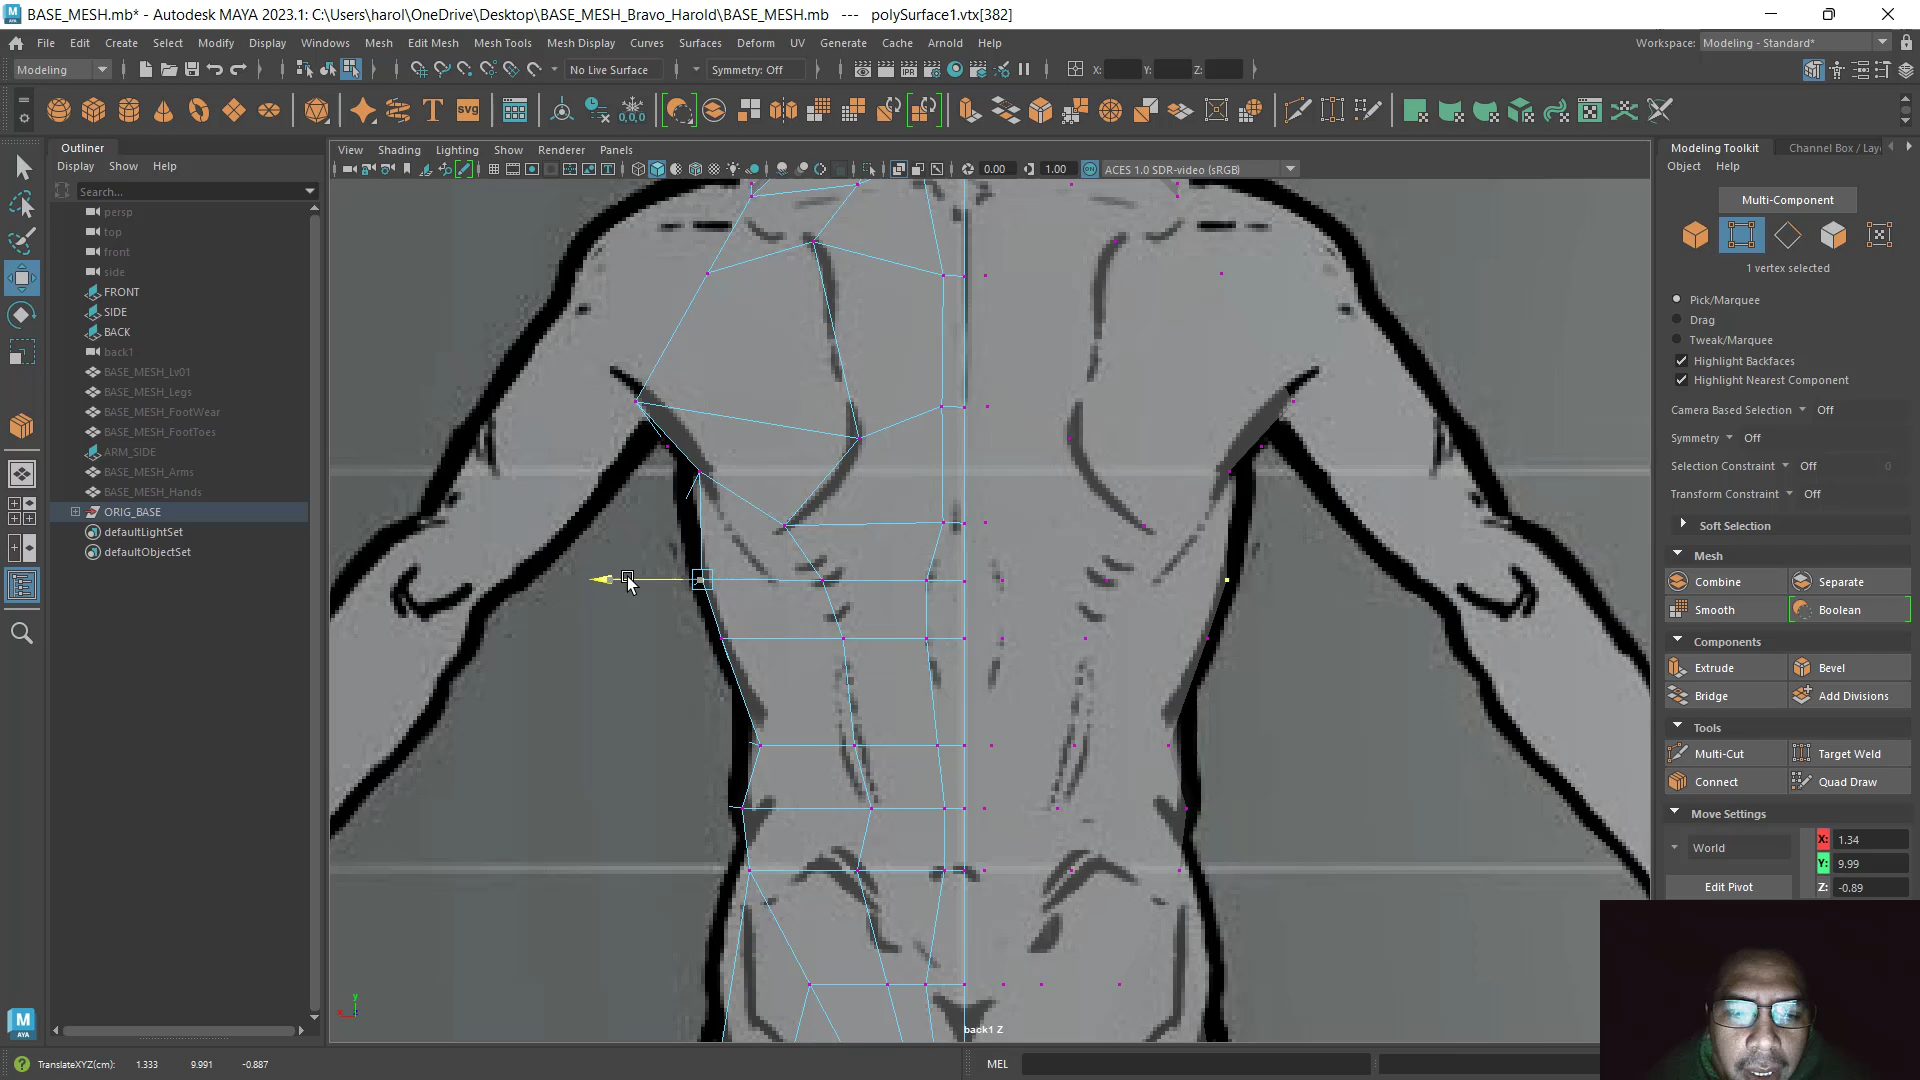 BASE_MESH.mb* - Autodesk MAYA 2023.1: C:\Users\harol\OneDrive\Desktop\BASE_MESH_Bravo_Harold\BASE_MESH.mb --- polySurface1.vtx[382]
File Edit Create Select Modify Display Windows Mesh Edit Mesh Mesh Tools Mesh Display Curves Surfaces Deform UV Generate Cache Arnold Help
Workspace: Modeling - Standard*
Modeling No Live Surface Symmetry: Off IPR X: Y: Z:
T SVG 0,0,0
Outliner
Display Show Help
Search...
persp
top
front
side
FRONT
SIDE
BACK
back1
BASE_MESH_Lv01
BASE_MESH_Legs
BASE_MESH_FootWear
BASE_MESH_FootToes
ARM_SIDE
BASE_MESH_Arms
BASE_MESH_Hands
ORIG_BASE
defaultLightSet
defaultObjectSet
View Shading Lighting Show Renderer Panels
0.00 1.00 ACES 1.0 SDR-video (sRGB)
y
back1 Z
Modeling Toolkit Channel Box / Lay
Object Help
Multi-Component
1 vertex selected
Pick/Marquee
Drag
Tweak/Marquee
Highlight Backfaces
Highlight Nearest Component
Camera Based Selection Off
Symmetry Off
Selection Constraint Off 0
Transform Constraint Off
Soft Selection
Mesh
Combine Separate
Smooth Boolean
Components
Extrude Bevel
Bridge Add Divisions
Tools
Multi-Cut Target Weld
Connect Quad Draw
Move Settings
World X: 1.34
Y: 9.99
Edit Pivot Z: -0.89
M
AYA
TranslateXYZ(cm): 1.333 9.991 -0.887
MEL